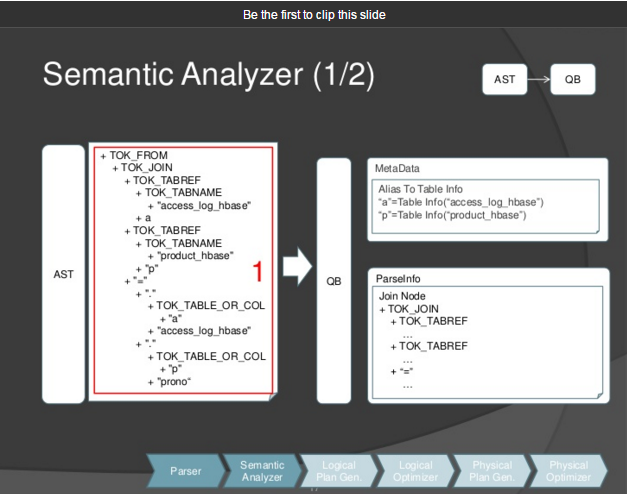 Be the first to clip this slide
Semantic Analyzer (1/2)
AST
QB
AST
+ TOK_FROM
+ TOK_JOIN
+ TOK_TABREF
+ TOK_TABNAME
+ "access_log_hbase"
+ a
+ TOK_TABREF
+ TOK_TABNAME
+ "product_hbase"
+ "p"
+ "="
+ "."
+ TOK_TABLE_OR_COL
+ "a"
+ "access_log_hbase"
+ "."
+ TOK_TABLE_OR_COL
+ "p"
+ "prono“
1
QB
MetaData
Alias To Table Info
“a”=Table Info(“access_log_hbase”)
“p”=Table Info(“product_hbase”)
ParseInfo
Join Node
+ TOK_JOIN
+ TOK_TABREF
…
+ TOK_TABREF
…
+ “=”
…
Parser
Semantic
Analyzer
Logical
Plan Gen.
Logical
Optimizer
Physical
Plan Gen.
Physical
Optimizer